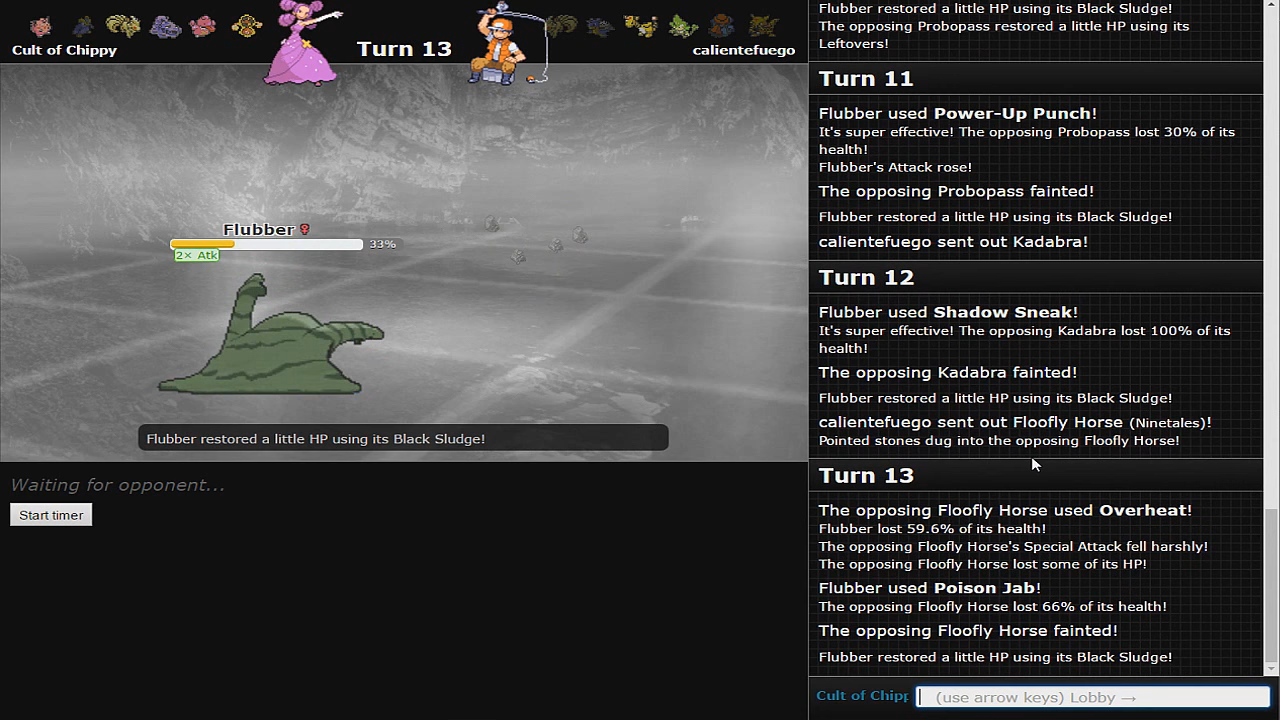 Cult of Chippy
Turn 13
calientefuego
Flubber
33%
2× Atk
Flubber restored a little HP using its Black Sludge!
Waiting for opponent...
Start timer
Flubber restored a little HP using its Black Sludge!
The opposing Probopass restored a little HP using its
Leftovers!
Turn 11
Flubber used Power-Up Punch!
It's super effective! The opposing Probopass lost 30% of its
health!
Flubber's Attack rose!
The opposing Probopass fainted!
Flubber restored a little HP using its Black Sludge!
calientefuego sent out Kadabra!
Turn 12
Flubber used Shadow Sneak!
It's super effective! The opposing Kadabra lost 100% of its
health!
The opposing Kadabra fainted!
Flubber restored a little HP using its Black Sludge!
calientefuego sent out Floofly Horse (Ninetales)!
Pointed stones dug into the opposing Floofly Horse!
Turn 13
The opposing Floofly Horse used Overheat!
Flubber lost 59.6% of its health!
The opposing Floofly Horse's Special Attack fell harshly!
The opposing Floofly Horse lost some of its HP!
Flubber used Poison Jab!
The opposing Floofly Horse lost 66% of its health!
The opposing Floofly Horse fainted!
Flubber restored a little HP using its Black Sludge!
Cult of Chipp (use arrow keys) Lobby →